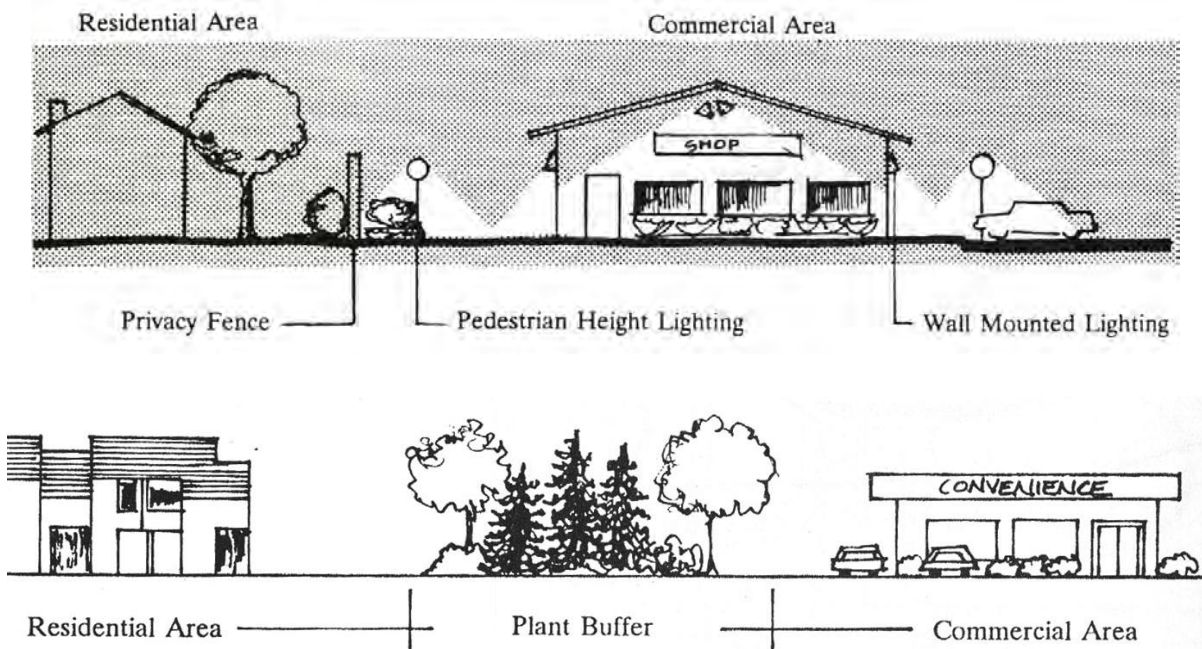 Residential Area
Commercial Area
SHOP
Privacy Fence
Pedestrian Height Lighting
Wall Mounted Lighting
CONVENIENCE
Residential Area
Plant Buffer
Commercial Area